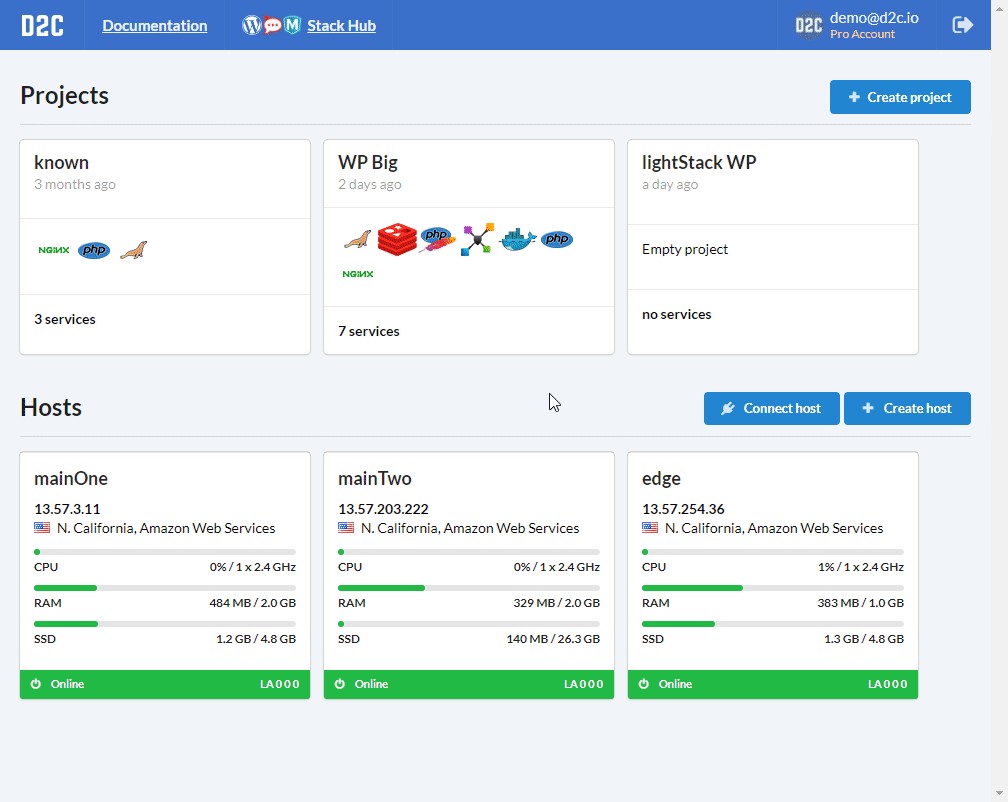 D2C Documentation Stack Hub D2C demo@d2c.io
Pro Account
Projects Create project
known
3 months ago
NGINX php
3 services
WP Big
2 days ago
php php
NGINX
7 services
lightStack WP
a day ago
Empty project
no services
Hosts Connect host Create host
mainOne
13.57.3.11
N. California, Amazon Web Services
CPU 0% / 1 x 2.4 GHz
RAM 484 MB / 2.0 GB
SSD 1.2 GB / 4.8 GB
Online LA 0 0 0
mainTwo
13.57.203.222
N. California, Amazon Web Services
CPU 0% / 1 x 2.4 GHz
RAM 329 MB / 2.0 GB
SSD 140 MB / 26.3 GB
Online LA 0 0 0
edge
13.57.254.36
N. California, Amazon Web Services
CPU 1% / 1 x 2.4 GHz
RAM 383 MB / 1.0 GB
SSD 1.3 GB / 4.8 GB
Online LA 0 0 0